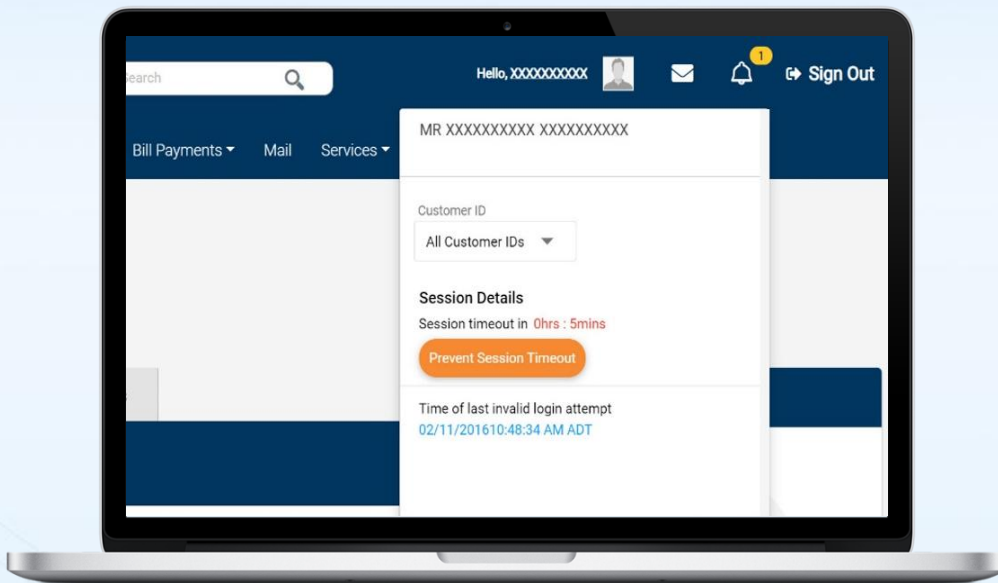 Search
Hello, XXXXXXXXXX
1
Sign Out
Bill Payments
Mail
Services
MR XXXXXXXXXX XXXXXXXXXX
Customer ID
All Customer IDs
Session Details
Session timeout in 0hrs : 5mins
Prevent Session Timeout
Time of last invalid login attempt
02/11/201610:48:34 AM ADT